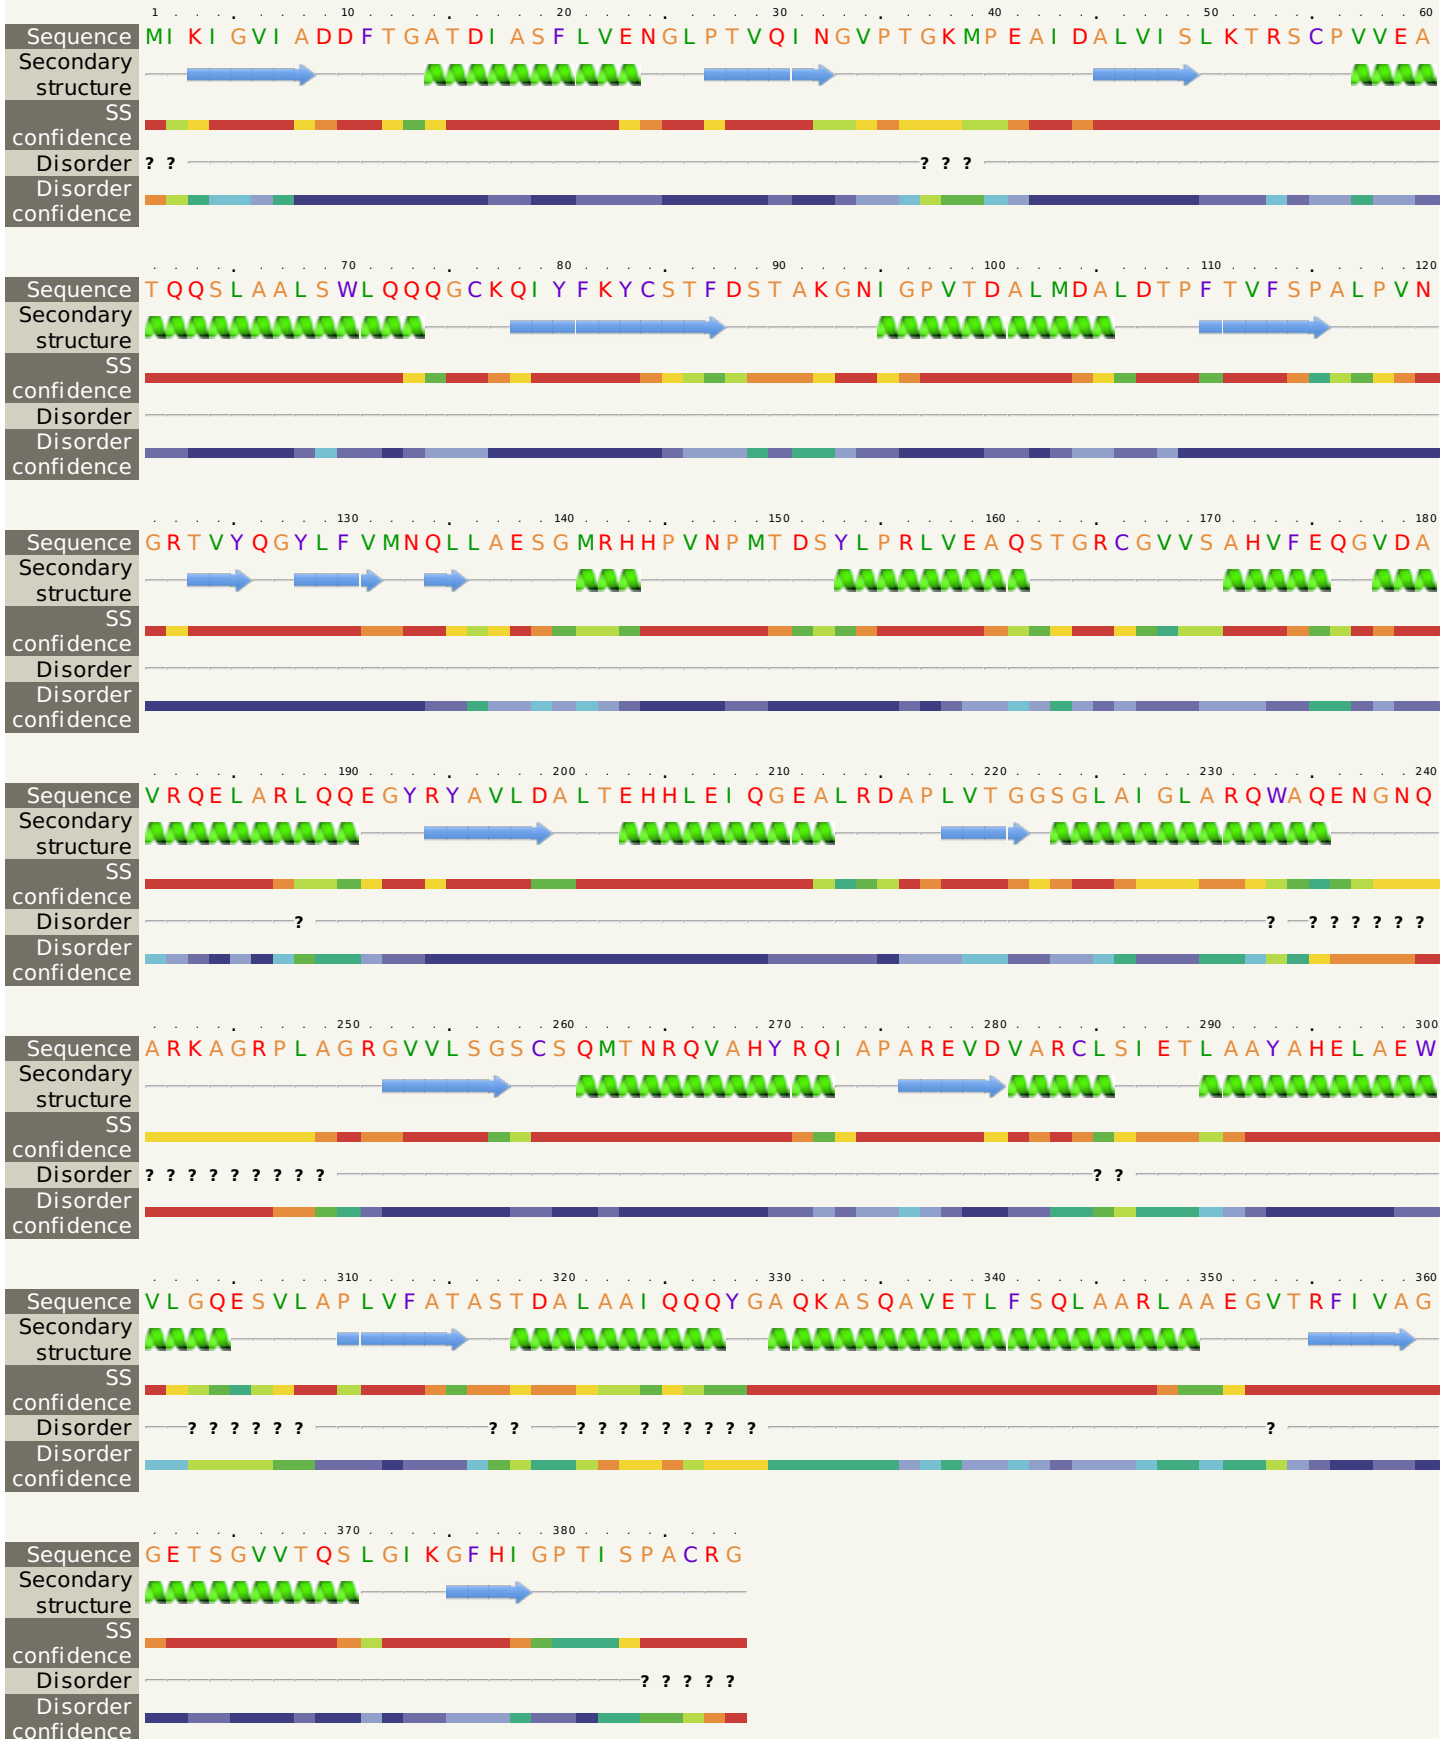 1 . . . . . . . 10 . . . . . . . . 20 . . . . . . . . 30 . . . . . . . . 40 . . . . . . . . 50 . . . . . . . . 60
Sequence MIKIGVIADDFTGATDIASFLVENGLPTVQINGVPTGKMPEAIDALVISLKTRSCPVVEA
Secondary
structure
SS
confidence
Disorder ? ? ? ? ?
Disorder
confidence
. . . . . . . . 70 . . . . . . . . 80 . . . . . . . . 90 . . . . . . . . 100 . . . . . . . . 110 . . . . . . . . 120
Sequence TQQSLAALSWLQQQGCKQIYFKYCSTFDSTAKGNIGPVTDALMDALDTPFTVFSPALPVN
Secondary
structure
SS
confidence
Disorder
Disorder
confidence
. . . . . . . . 130 . . . . . . . . 140 . . . . . . . . 150 . . . . . . . . 160 . . . . . . . . 170 . . . . . . . . 180
Sequence GRTVYQGYLFVMNQLLAESGMRHHPVNPMTDSYLPRLVEAQSTGRCGVVSAHVFEQGVDA
Secondary
structure
SS
confidence
Disorder
Disorder
confidence
. . . . . . . . 190 . . . . . . . . 200 . . . . . . . . 210 . . . . . . . . 220 . . . . . . . . 230 . . . . . . . . 240
Sequence VRQELARLQQEGYRYAVLDALTEHHLEIQGEALRDAPLVTGGSGLAIGLARQWAQENGNQ
Secondary
structure
SS
confidence
Disorder ? ? ? ? ? ? ? ?
Disorder
confidence
. . . . . . . . 250 . . . . . . . . 260 . . . . . . . . 270 . . . . . . . . 280 . . . . . . . . 290 . . . . . . . . 300
Sequence ARKAGRPLAGRGVVLSGSCSQMTNRQVAHYRQIAPAREVDVARCLSIETLAAYAHELAEW
Secondary
structure
SS
confidence
Disorder ? ? ? ? ? ? ? ? ? ? ?
Disorder
confidence
. . . . . . . . 310 . . . . . . . . 320 . . . . . . . . 330 . . . . . . . . 340 . . . . . . . . 350 . . . . . . . . 360
Sequence VLGQESVLAPLVFATASTDALAAIQQQYGAQKASQAVETLFSQLAARLAAEGVTRFIVAG
Secondary
structure
SS
confidence
Disorder ? ? ? ? ? ? ? ? ? ? ? ? ? ? ? ? ? ?
Disorder
confidence
. . . . . . . . 370 . . . . . . . . 380 . . . . . . .
Sequence GETSGVVTQSLGIKGFHIGPTISPACRG
Secondary
structure
SS
confidence
Disorder ? ? ? ? ?
Disorder
confidence